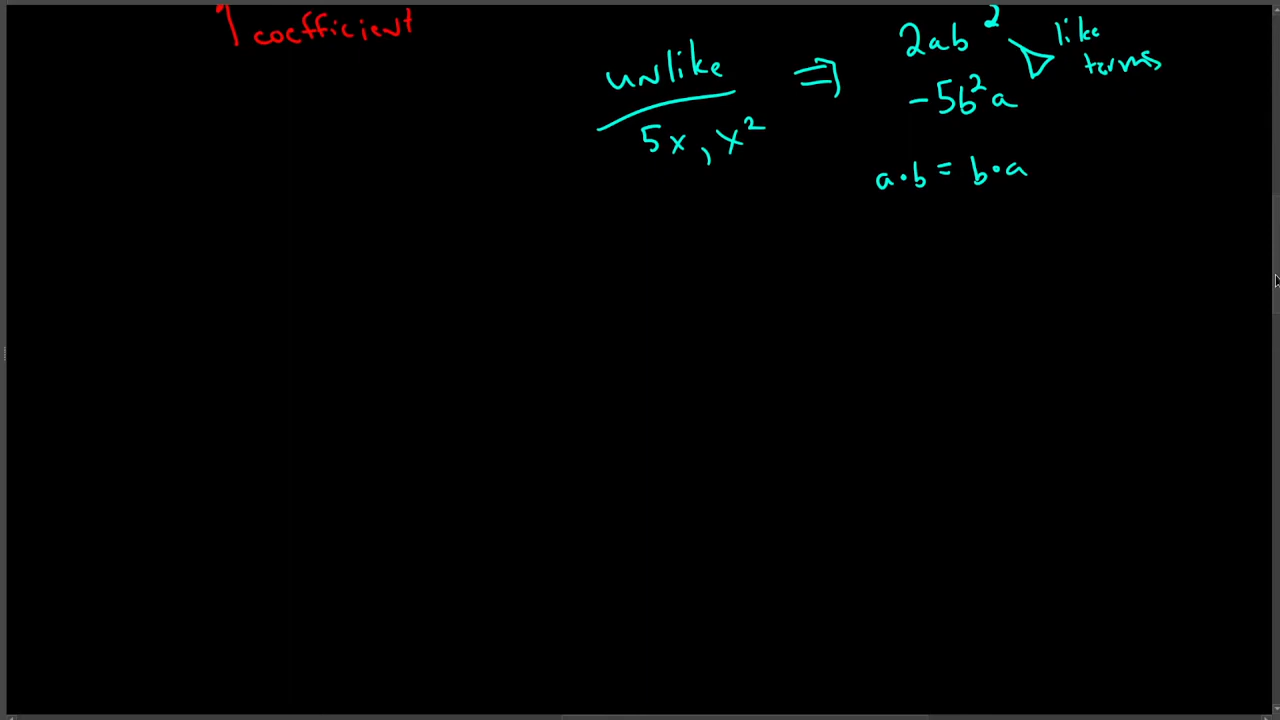 coefficient
unlike ⇒
5x, x²
2ab²
-5b²a
like
terms
a·b = b·a